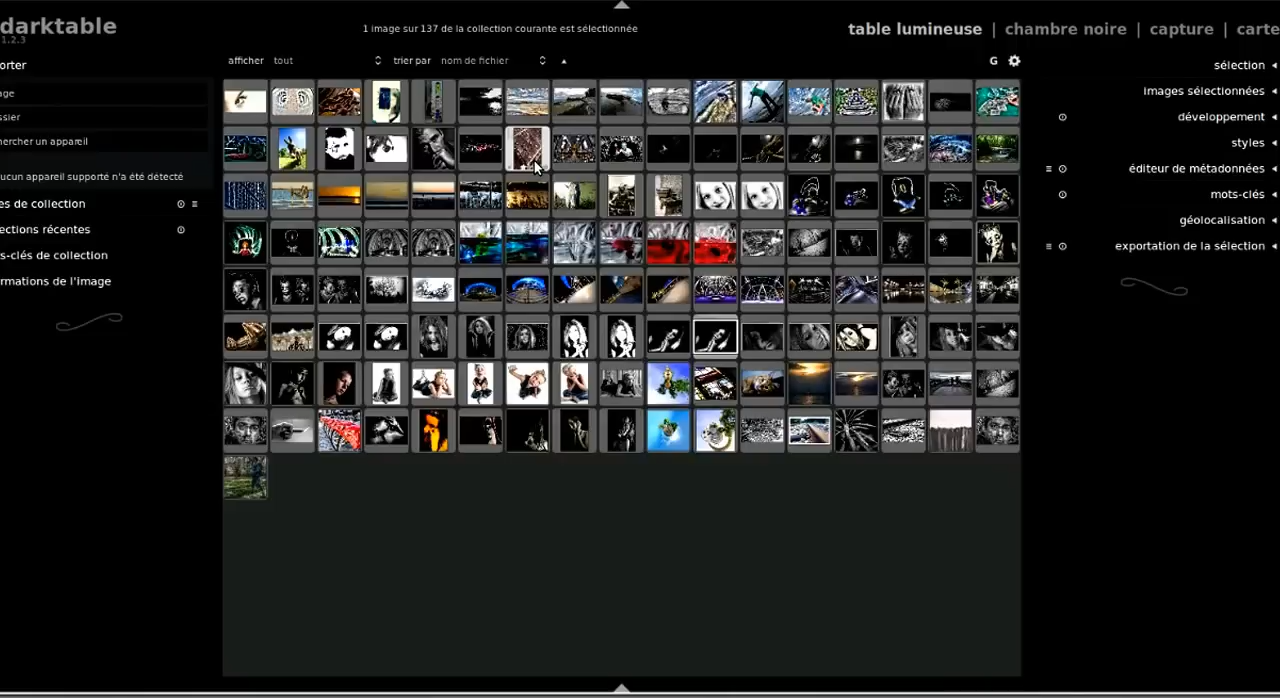 darktable
1.2.3
1 image sur 137 de la collection courante est sélectionnée
table lumineuse | chambre noire | capture | carte
afficher tout trier par nom de fichier
G
orter
age
ssier
ercher un appareil
ucun appareil supporté n'a été détecté
es de collection
ections récentes
s-clés de collection
rmations de l'image
sélection
images sélectionnées
développement
styles
éditeur de métadonnées
mots-clés
géolocalisation
exportation de la sélection